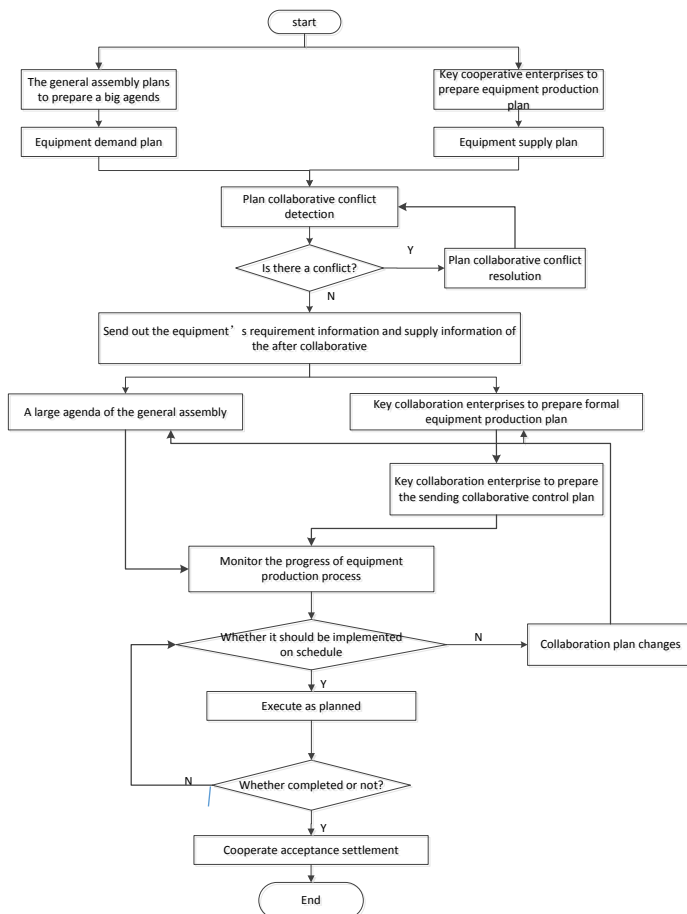 start
The general assembly plans
to prepare a big agendas
Key cooperative enterprises to
prepare equipment production
plan
Equipment demand plan
Equipment supply plan
Plan collaborative conflict
detection
Is there a conflict?
Y
Plan collaborative conflict
resolution
N
Send out the equipment's requirement information and supply information of
the after collaborative
A large agenda of the general assembly
Key collaboration enterprises to prepare formal
equipment production plan
Key collaboration enterprise to prepare
the sending collaborative control plan
Monitor the progress of equipment
production process
Whether it should be implemented
on schedule
N
Collaboration plan changes
Y
Execute as planned
N
Whether completed or not?
Y
Cooperate acceptance settlement
End